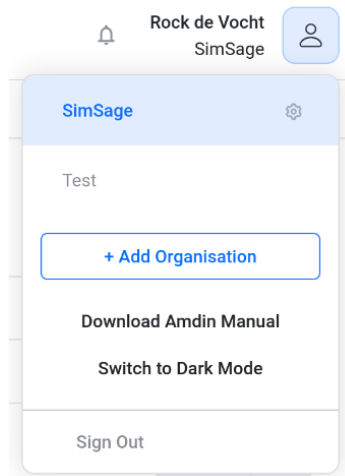 Rock de Vocht
SimSage
SimSage
Test
+ Add Organisation
Download Amdin Manual
Switch to Dark Mode
Sign Out